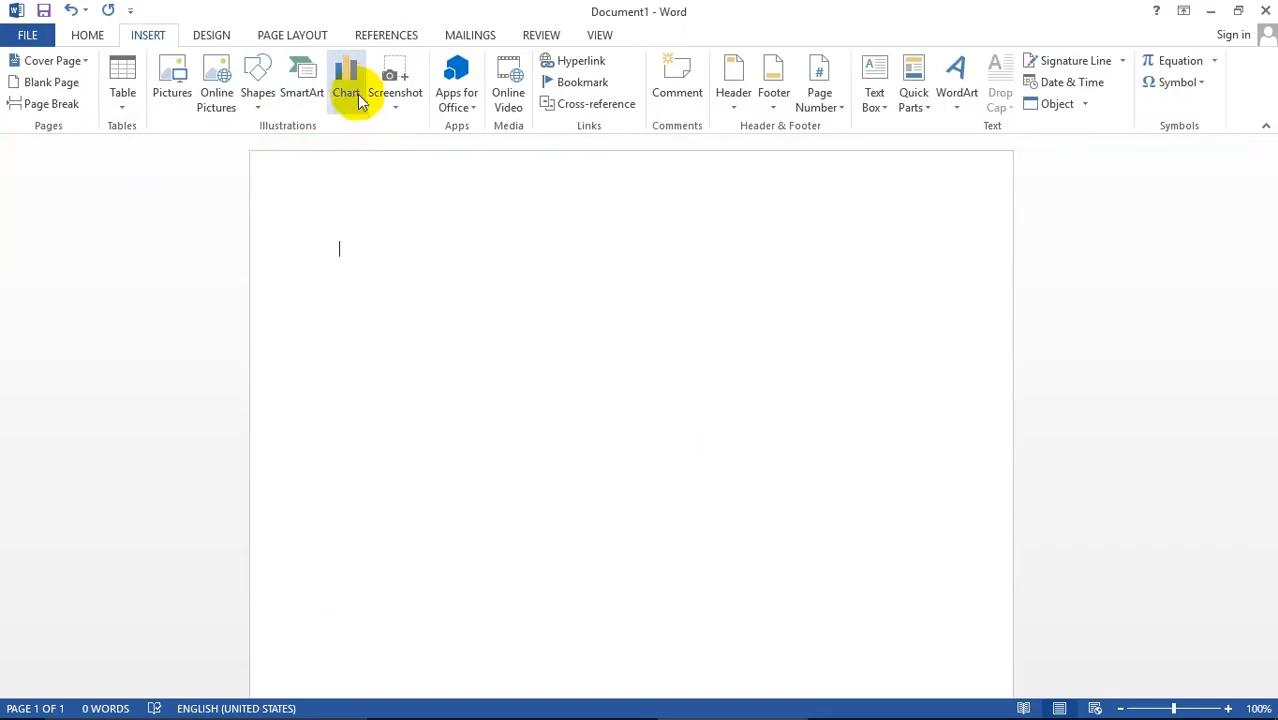 Document1 - Word
FILE HOME INSERT DESIGN PAGE LAYOUT REFERENCES MAILINGS REVIEW VIEW Sign in
Cover Page
Blank Page
Page Break
Pages
Table
Tables
Pictures
Online Pictures
Shapes
SmartArt
Chart
Screenshot
Illustrations
Apps for Office
Apps
Online Video
Media
Hyperlink
Bookmark
Cross-reference
Links
Comment
Comments
Header
Footer
Page Number
Header & Footer
Text Box
Quick Parts
WordArt
Drop Cap
Signature Line
Date & Time
Object
Text
Equation
Symbol
Symbols
PAGE 1 OF 1 0 WORDS ENGLISH (UNITED STATES) 100%